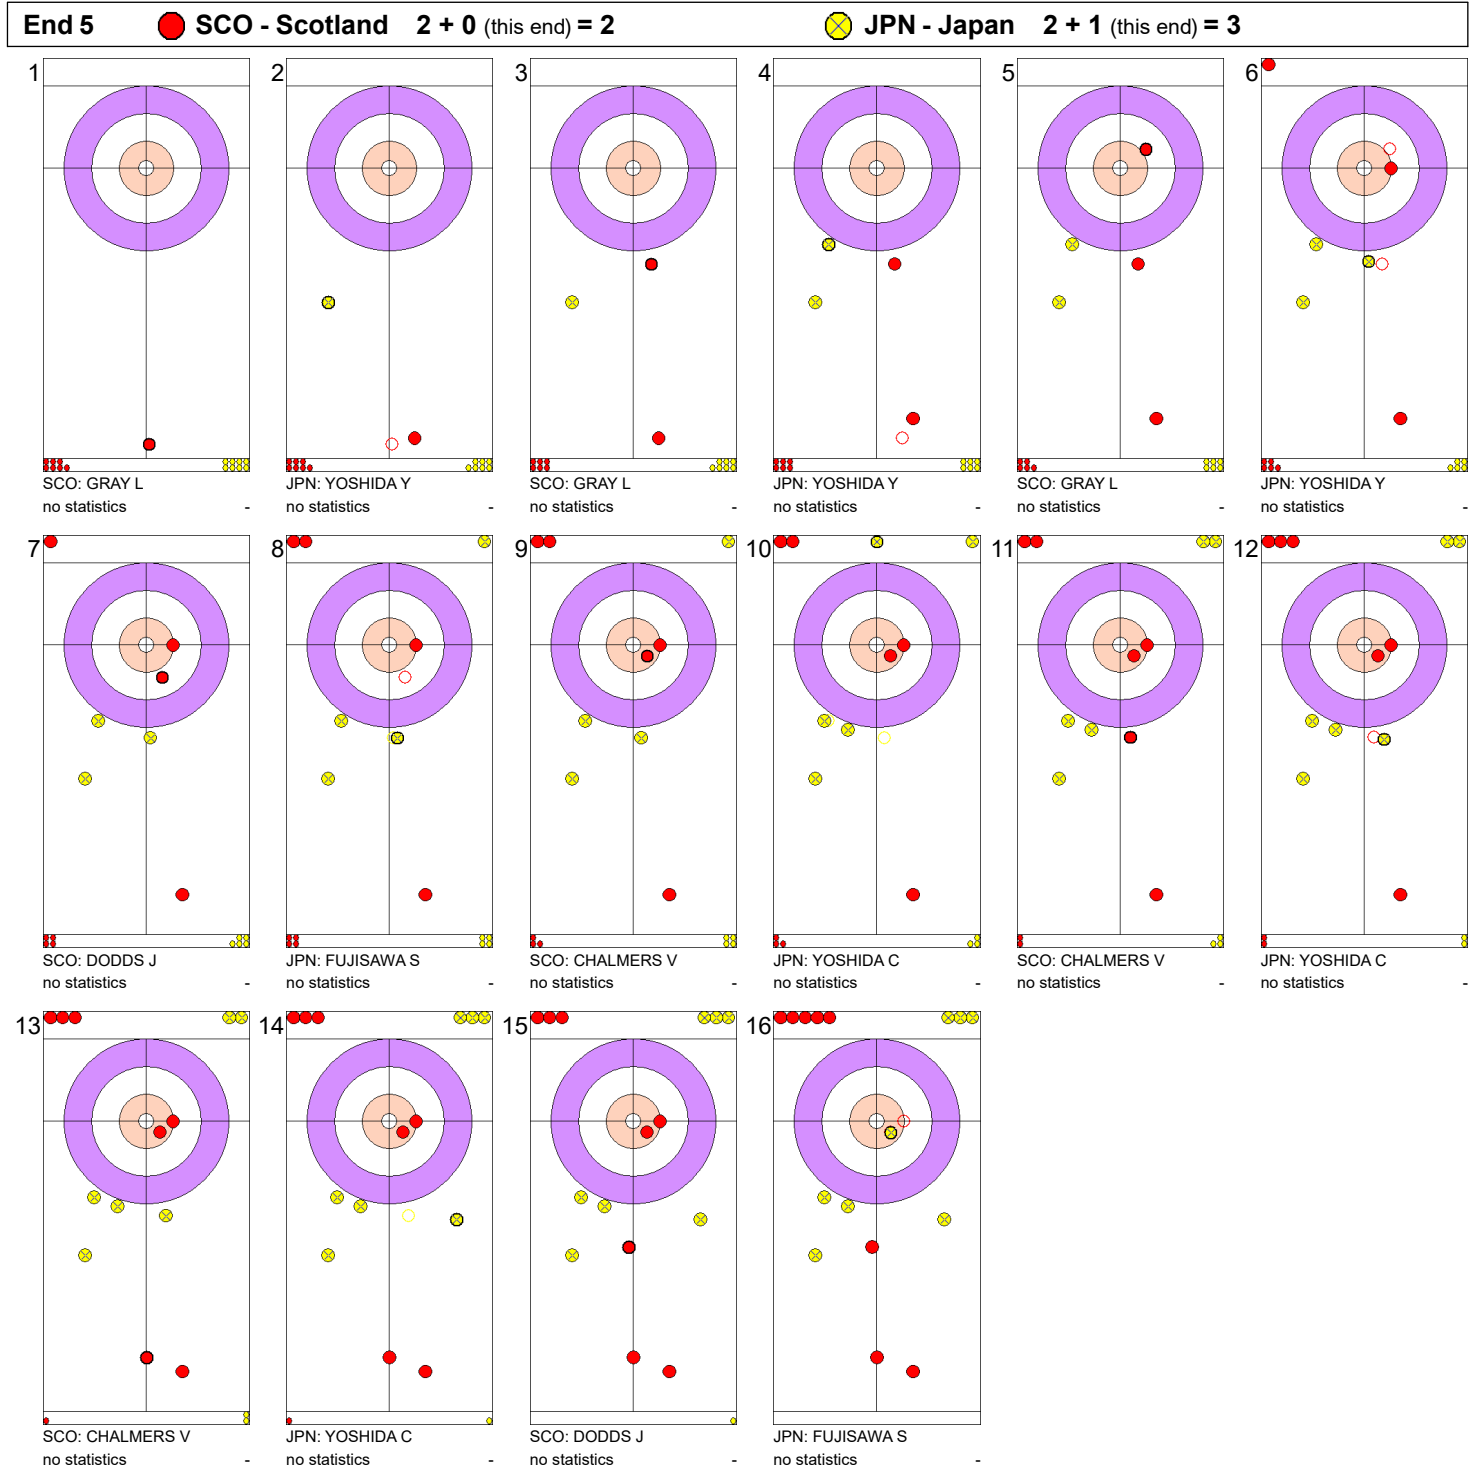 End 5 SCO - Scotland 2 + 0 (this end) = 2 JPN - Japan 2 + 1 (this end) = 3
1 2 3 4 5 6
SCO: GRAY L JPN: YOSHIDA Y SCO: GRAY L JPN: YOSHIDA Y SCO: GRAY L JPN: YOSHIDA Y
no statistics - no statistics - no statistics - no statistics - no statistics - no statistics -
7 8 9 10 11 12
SCO: DODDS J JPN: FUJISAWA S SCO: CHALMERS V JPN: YOSHIDA C SCO: CHALMERS V JPN: YOSHIDA C
no statistics - no statistics - no statistics - no statistics - no statistics - no statistics -
13 14 15 16
SCO: CHALMERS V JPN: YOSHIDA C SCO: DODDS J JPN: FUJISAWA S
no statistics - no statistics - no statistics - no statistics -